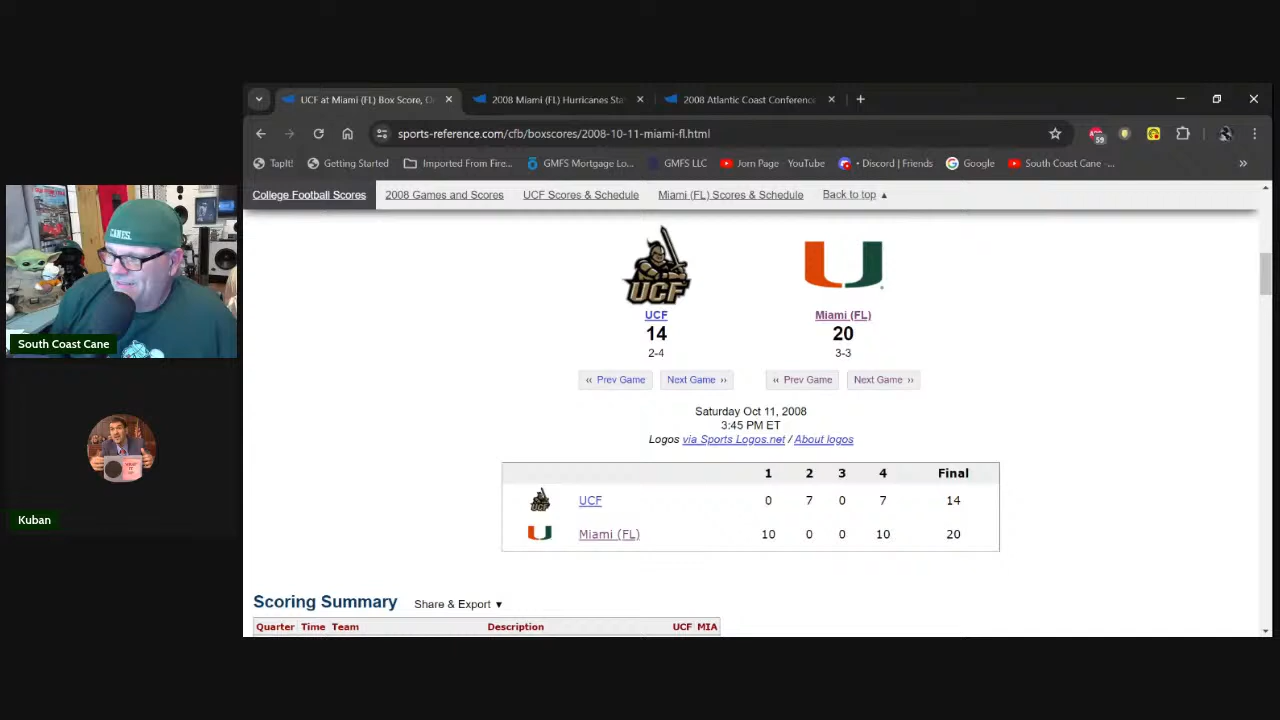 UCF at Miami (FL) Box Score, O
2008 Miami (FL) Hurricanes Sta
2008 Atlantic Coast Conference
sports-reference.com/cfb/boxscores/2008-10-11-miami-fl.html
59
TapIt!
Getting Started
Imported From Fire...
GMFS Mortgage Lo...
GMFS LLC
Jorn Page - YouTube
• Discord | Friends
Google
South Coast Cane -...
»
College Football Scores
2008 Games and Scores
UCF Scores & Schedule
Miami (FL) Scores & Schedule
Back to top ▲
CANES.
South Coast Cane
Kuban
UCF
UCF
14
2-4
‹‹ Prev Game
Next Game ››
Miami (FL)
20
3-3
‹‹ Prev Game
Next Game ››
Saturday Oct 11, 2008
3:45 PM ET
Logos via Sports Logos.net / About logos
1 2 3 4 Final
UCF 0 7 0 7 14
Miami (FL) 10 0 0 10 20
Scoring Summary
Share & Export ▼
Quarter Time Team Description UCF MIA